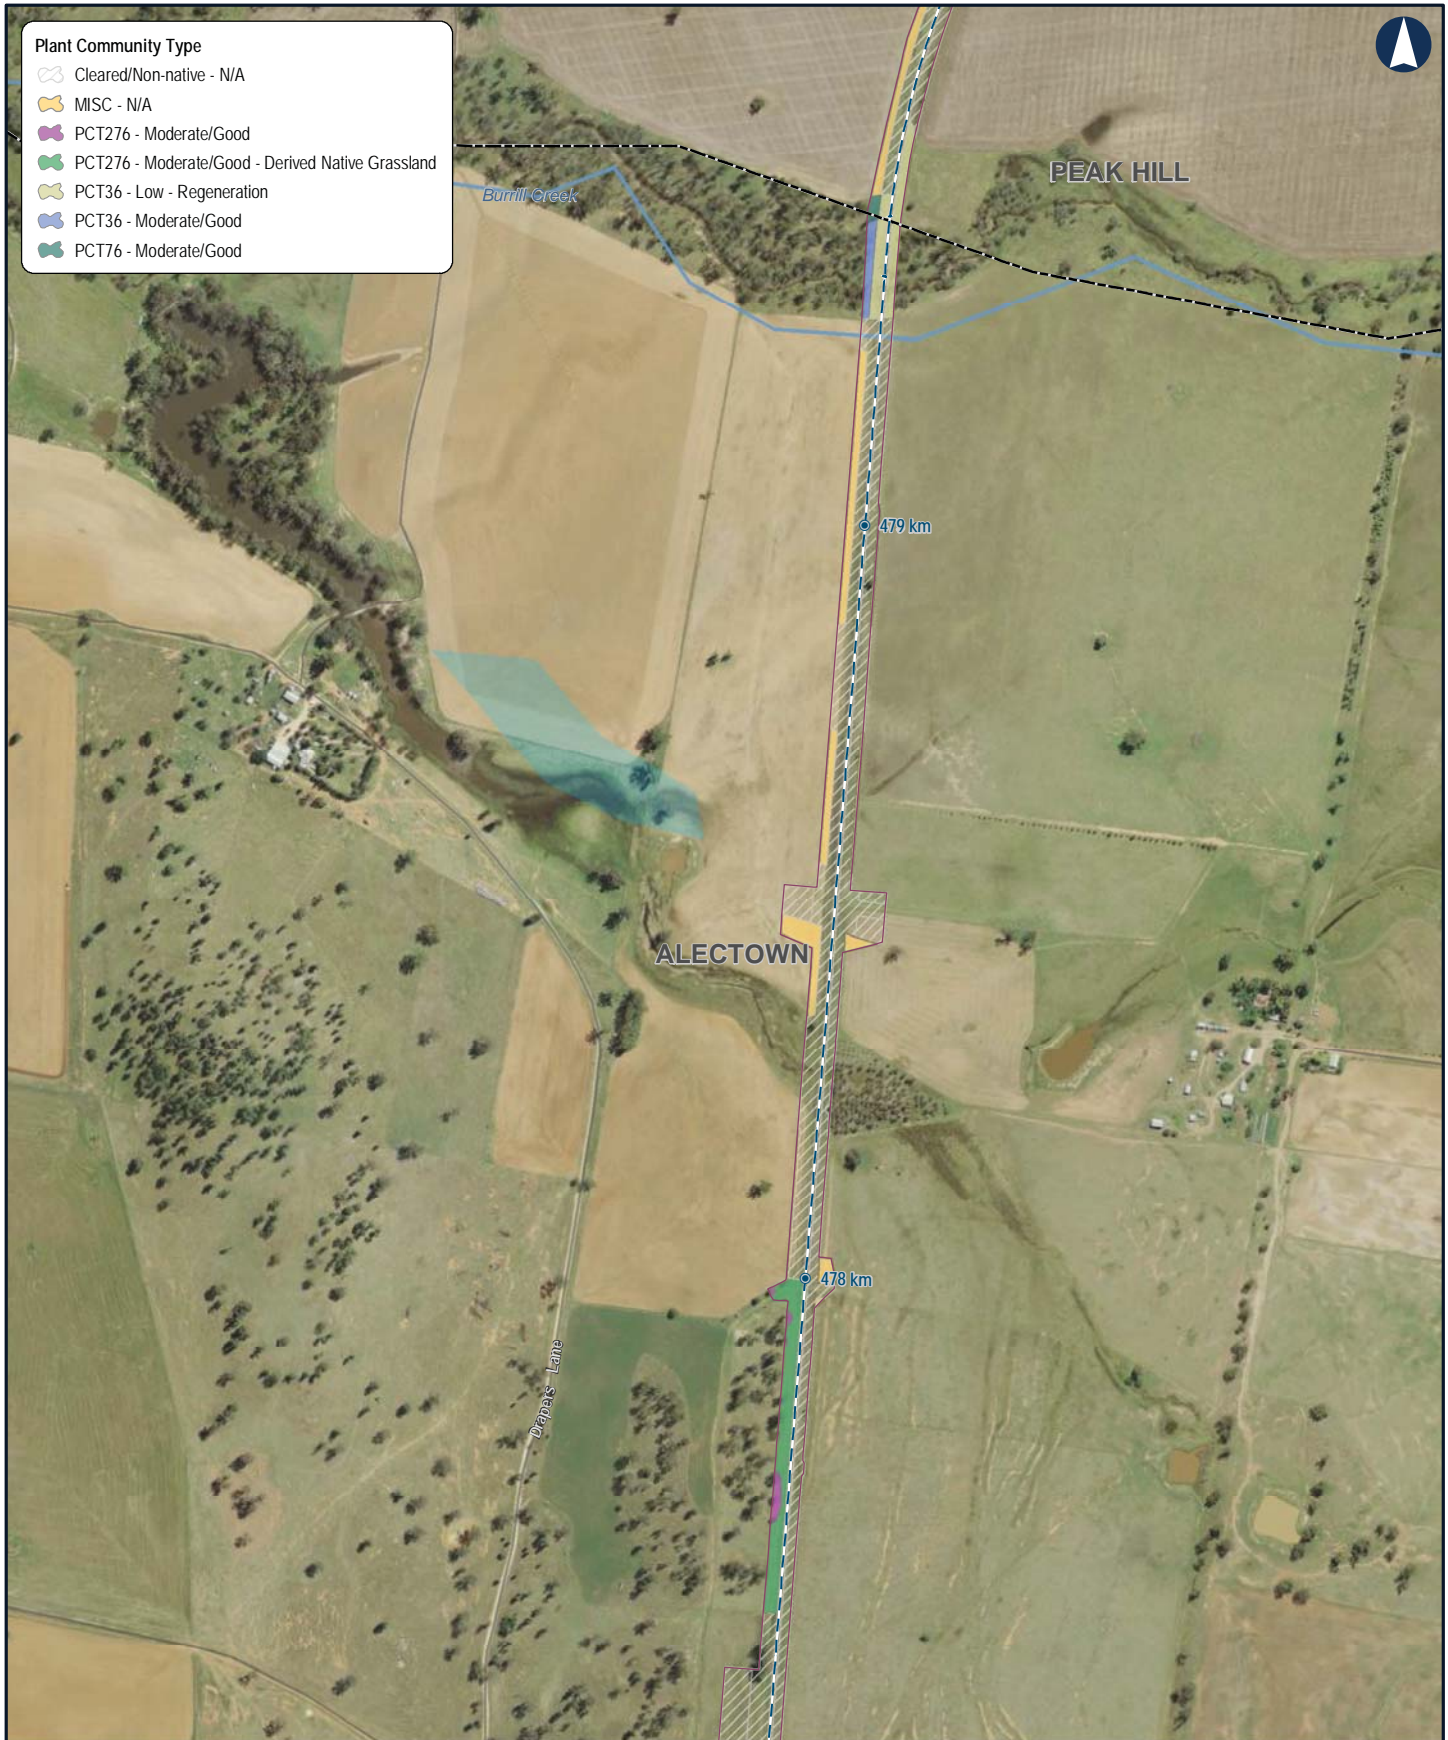 Plant Community Type
Cleared/Non-native - N/A
MISC - N/A
PCT276 - Moderate/Good
PCT276 - Moderate/Good - Derived Native Grassland
PCT36 - Low - Regeneration
PCT36 - Moderate/Good
PCT76 - Moderate/Good
PEAK HILL
Burrill Creek
479 km
ALECTOWN
478 km
Drapers Lane